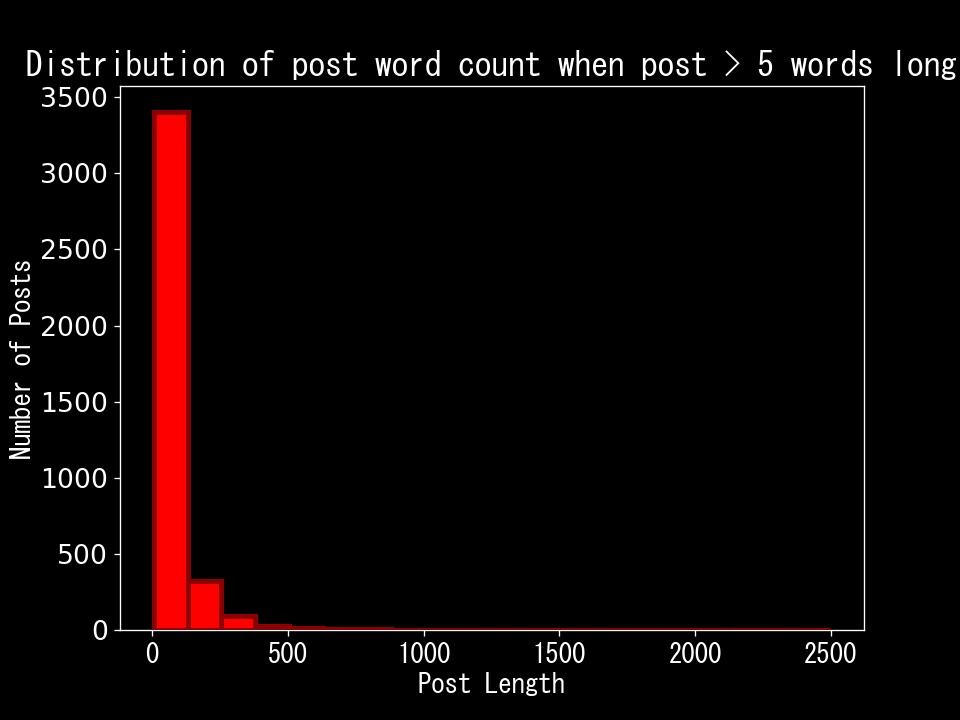 Distribution of post word count when post > 5 words long
3500
3000
2500
2000
1500
1000
500
0
Number of Posts
0 500 1000 1500 2000 2500
Post Length